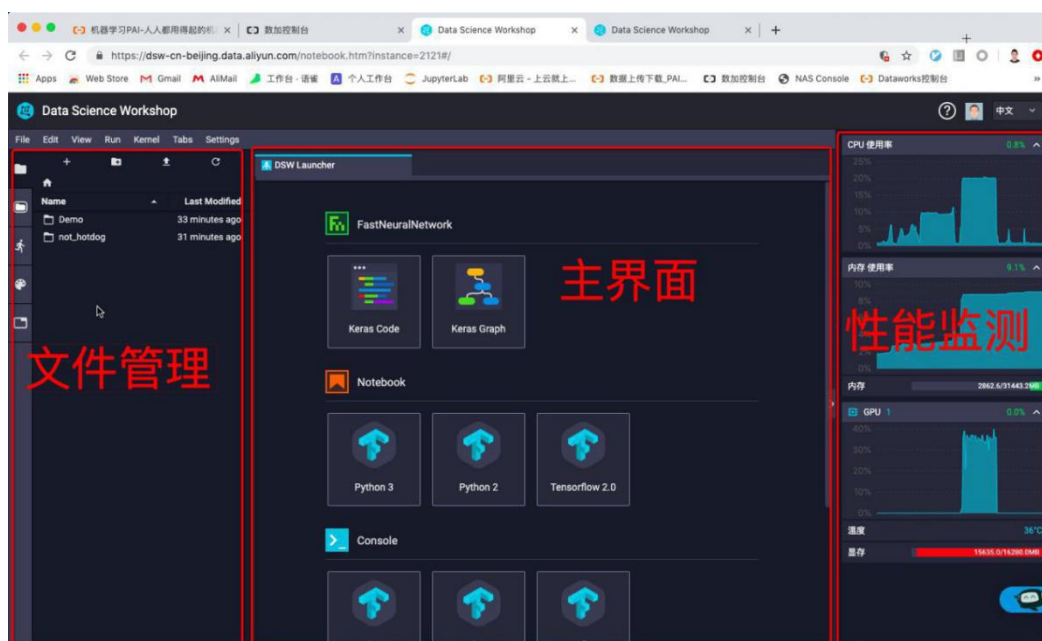 机器学习PAI-人人都用得起的机
数加控制台
Data Science Workshop
Data Science Workshop
https://dsw-cn-beijing.data.aliyun.com/notebook.htm?instance=2121#/
Apps
Web Store
Gmail
AliMail
工作台 · 语雀
个人工作台
JupyterLab
阿里云 - 上云就上...
数据上传下载_PAI...
数加控制台
NAS Console
Dataworks控制台
Data Science Workshop
中文
File Edit View Run Kernel Tabs Settings
Name
Last Modified
Demo
33 minutes ago
not_hotdog
31 minutes ago
文件管理
DSW Launcher
FastNeuralNetwork
Keras Code
Keras Graph
主界面
Notebook
Python 3
Python 2
Tensorflow 2.0
Console
CPU 使用率
0.8%
25%
20%
15%
10%
5%
0%
内存 使用率
9.1%
10%
8%
2%
0%
性能监测
内存
2862.6/31443.2MB
GPU 1
0.0%
40%
30%
20%
10%
0%
温度
36°C
显存
15635.0/16280.0MB